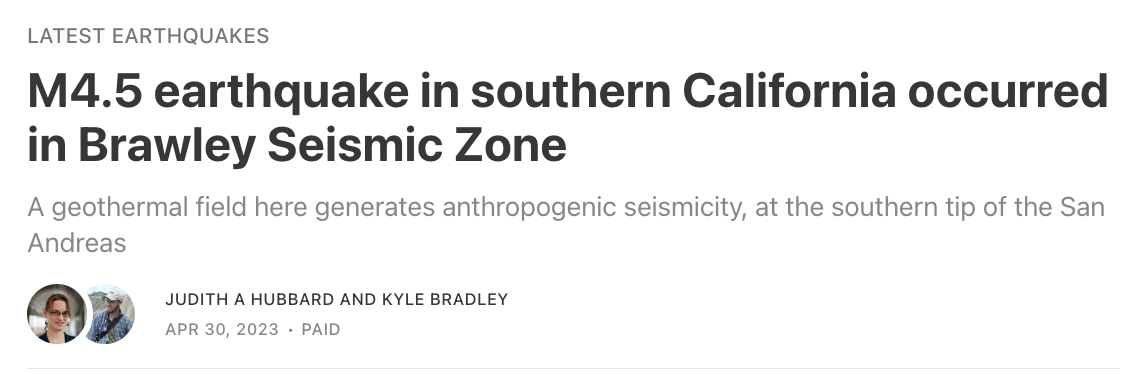 LATEST EARTHQUAKES
M4.5 earthquake in southern California occurred
in Brawley Seismic Zone
A geothermal field here generates anthropogenic seismicity, at the southern tip of the San
Andreas
JUDITH A HUBBARD AND KYLE BRADLEY
APR 30, 2023 · PAID